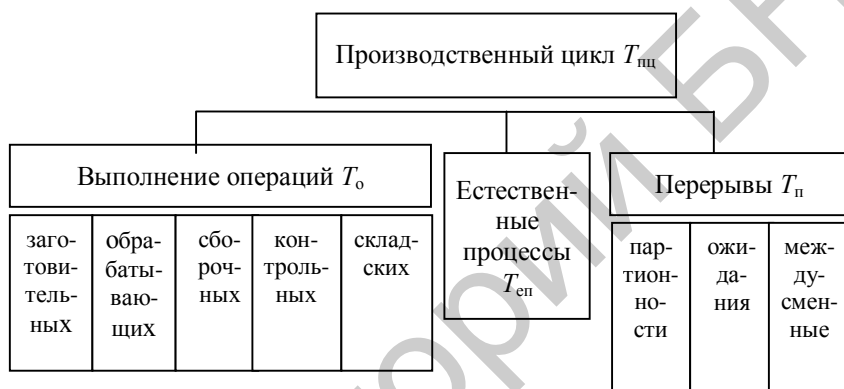 Производственный цикл Tпц
Выполнение операций Tо
Естествен-
ные
процессы
Tеп
Перерывы Tп
заго-
тови-
тель-
ных
обра-
баты-
ваю-
щих
сбо-
роч-
ных
кон-
троль-
ных
склад-
ских
пар-
тион-
но-
сти
ожи-
да-
ния
меж-
ду-
смен-
ные